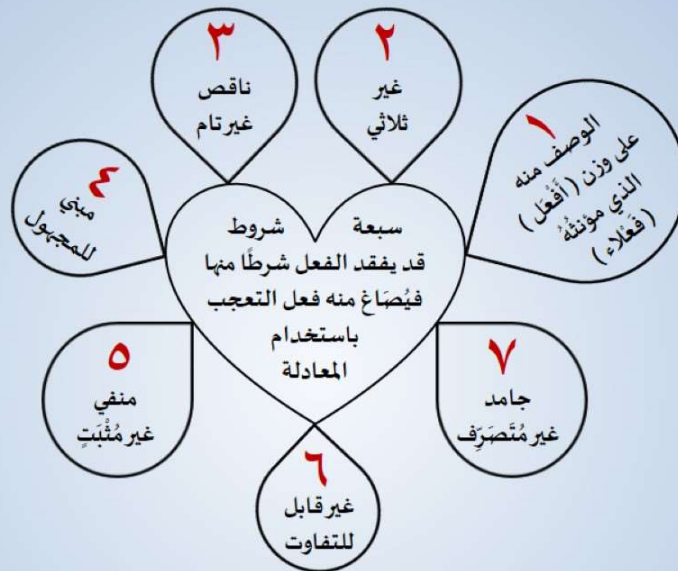 ١
الوصف منه
على وزن (أَفْعَل)
الذي مؤنثُهُ
(فَعْلاء)
٢
غير
ثلاثي
٣
ناقص
غير تام
٤
مبني
للمجهول
٥
منفي
غير مُثْبَتٍ
٦
غير قابل
للتفاوت
٧
جامد
غير مُتَصَرِّف
سبعة شروط
قد يفقد الفعل شرطًا منها
فيُصَاغ منه فعل التعجب
باستخدام
المعادلة